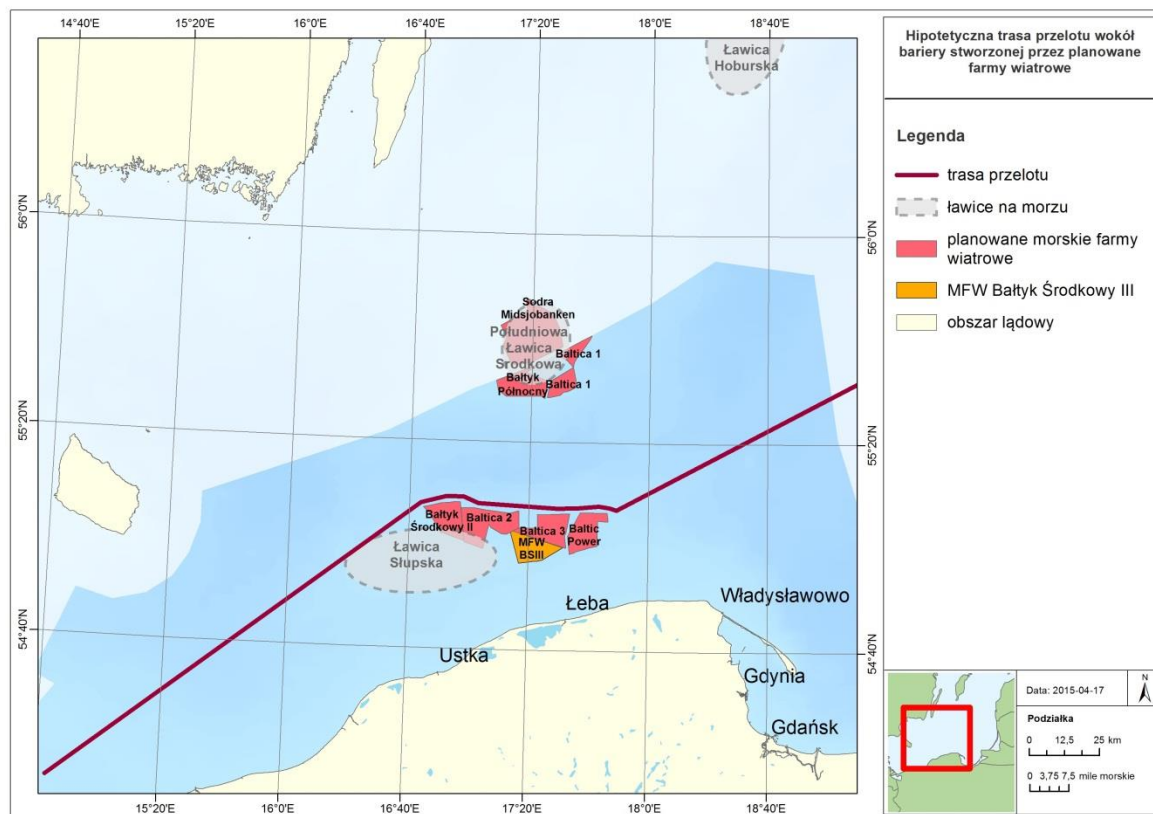 14°40'E
15°20'E
16°0'E
16°40'E
17°20'E
18°0'E
18°40'E
Hipotetyczna trasa przelotu wokół
bariery stworzonej przez planowane
farmy wiatrowe
Legenda
trasa przelotu
ławice na morzu
planowane morskie farmy
wiatrowe
MFW Bałtyk Środkowy III
obszar lądowy
Ławica
Hoburska
56°0'N
56°0'N
Sodra
Midsjobanken
Południowa
Ławica
Srodkowa
Baltica 1
Bałtyk
Północny
Baltica 1
55°20'N
55°20'N
Bałtyk
Środkowy II
Baltica 2
Baltica 3
MFW
BSIII
Baltic
Power
Ławica
Słupska
54°40'N
54°40'N
Łeba
Władysławowo
Ustka
Gdynia
Gdańsk
15°20'E
16°0'E
16°40'E
17°20'E
18°0'E
18°40'E
Data: 2015-04-17
N
Podziałka
0 12,5 25 km
0 3,75 7,5 mile morskie